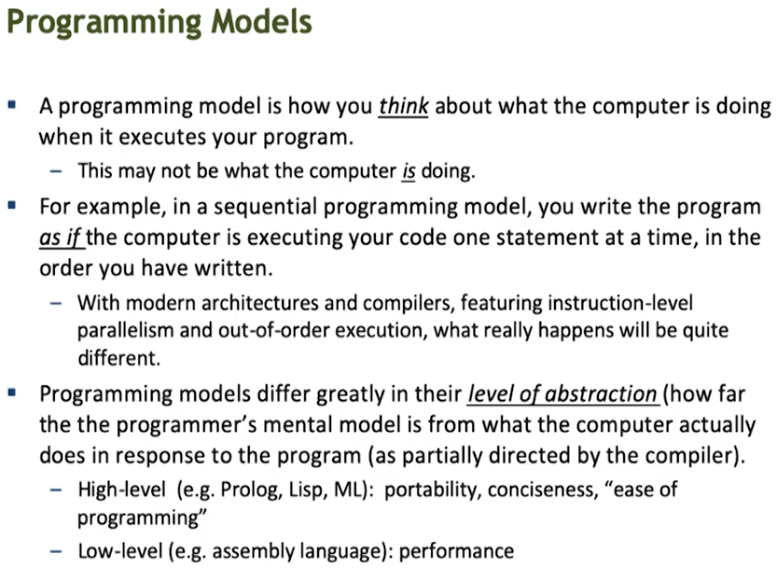 Programming Models
▪ A programming model is how you think about what the computer is doing
when it executes your program.
– This may not be what the computer is doing.
▪ For example, in a sequential programming model, you write the program
as if the computer is executing your code one statement at a time, in the
order you have written.
– With modern architectures and compilers, featuring instruction-level
parallelism and out-of-order execution, what really happens will be quite
different.
▪ Programming models differ greatly in their level of abstraction (how far
the the programmer's mental model is from what the computer actually
does in response to the program (as partially directed by the compiler).
– High-level (e.g. Prolog, Lisp, ML): portability, conciseness, “ease of
programming”
– Low-level (e.g. assembly language): performance